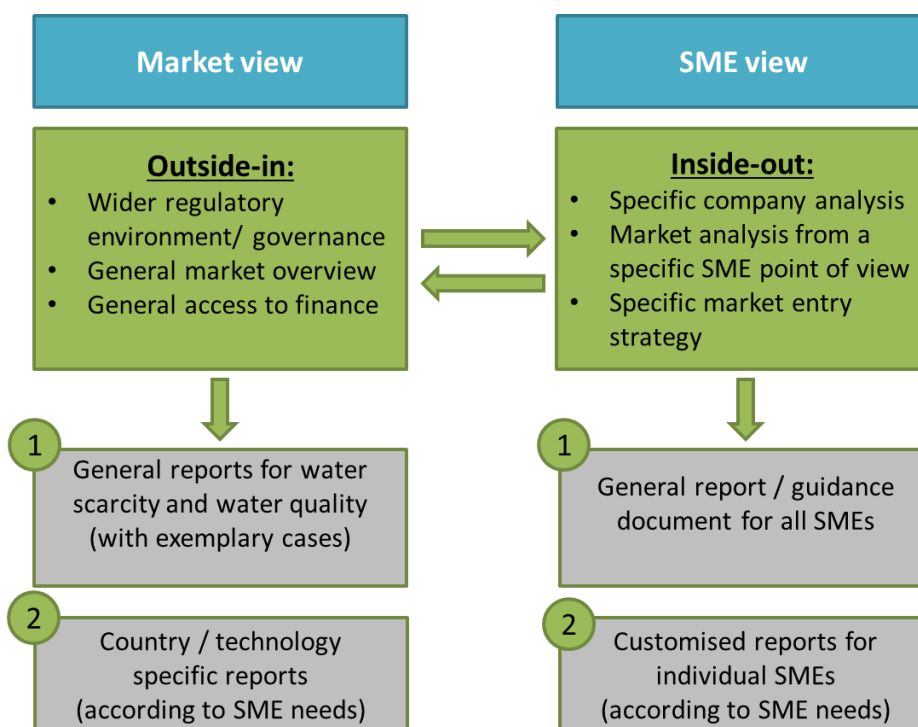 Market view
Outside-in:
• Wider regulatory
environment/ governance
• General market overview
• General access to finance
1
General reports for water
scarcity and water quality
(with exemplary cases)
2
Country / technology
specific reports
(according to SME needs)
SME view
Inside-out:
• Specific company analysis
• Market analysis from a
specific SME point of view
• Specific market entry
strategy
1
General report / guidance
document for all SMEs
2
Customised reports for
individual SMEs
(according to SME needs)